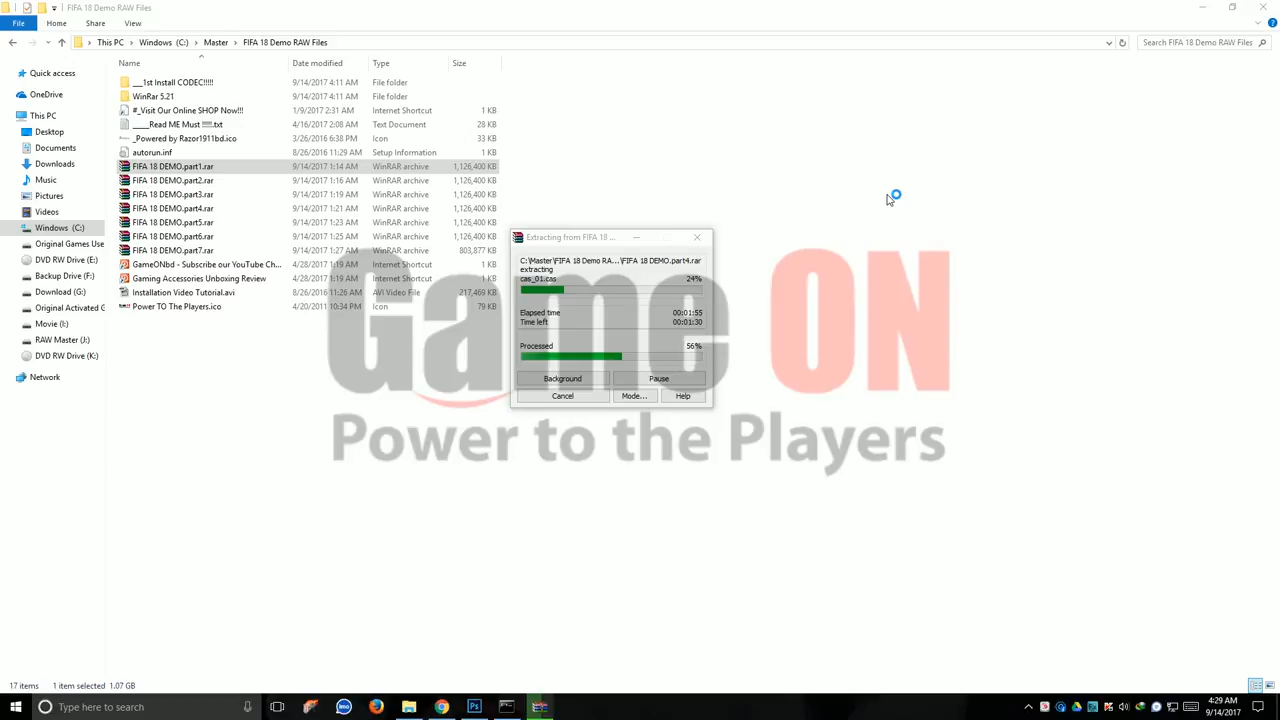 FIFA 18 Demo RAW Files
File Home Share View
This PC Windows (C:) Master FIFA 18 Demo RAW Files Search FIFA 18 Demo RAW Files
Name Date modified Type Size
Quick access
OneDrive
This PC
Desktop
Documents
Downloads
Music
Pictures
Videos
Windows (C:)
Original Games Use
DVD RW Drive (E:)
Backup Drive (F:)
Download (G:)
Original Activated G
Movie (I:)
RAW Master (J:)
DVD RW Drive (K:)
Network
___1st Install CODEC!!!!! 9/14/2017 4:11 AM File folder
WinRar 5.21 9/14/2017 4:11 AM File folder
#_Visit Our Online SHOP Now!!! 1/9/2017 2:31 AM Internet Shortcut 1 KB
____Read ME Must !!!!!.txt 4/16/2017 2:08 AM Text Document 28 KB
_Powered by Razor1911bd.ico 3/26/2016 6:38 PM Icon 33 KB
autorun.inf 8/26/2016 11:29 AM Setup Information 1 KB
FIFA 18 DEMO.part1.rar 9/14/2017 1:14 AM WinRAR archive 1,126,400 KB
FIFA 18 DEMO.part2.rar 9/14/2017 1:16 AM WinRAR archive 1,126,400 KB
FIFA 18 DEMO.part3.rar 9/14/2017 1:19 AM WinRAR archive 1,126,400 KB
FIFA 18 DEMO.part4.rar 9/14/2017 1:21 AM WinRAR archive 1,126,400 KB
FIFA 18 DEMO.part5.rar 9/14/2017 1:23 AM WinRAR archive 1,126,400 KB
FIFA 18 DEMO.part6.rar 9/14/2017 1:25 AM WinRAR archive 1,126,400 KB
FIFA 18 DEMO.part7.rar 9/14/2017 1:27 AM WinRAR archive 803,877 KB
GameONbd - Subscribe our YouTube Ch... 4/28/2017 1:19 AM Internet Shortcut 1 KB
Gaming Accessories Unboxing Review 4/28/2017 1:19 AM Internet Shortcut 1 KB
Installation Video Tutorial.avi 8/26/2016 11:26 AM AVI Video File 217,469 KB
Power TO The Players.ico 4/20/2011 10:34 PM Icon 79 KB
Extracting from FIFA 18 ...
C:\Master\FIFA 18 Demo RA...\FIFA 18 DEMO.part4.rar
extracting
cas_01.cas 24%
Elapsed time 00:01:55
Time left 00:01:30
Processed 56%
Background Pause
Cancel Mode... Help
Game ON
Power to the Players
17 items 1 item selected 1.07 GB
Type here to search
4:29 AM
9/14/2017